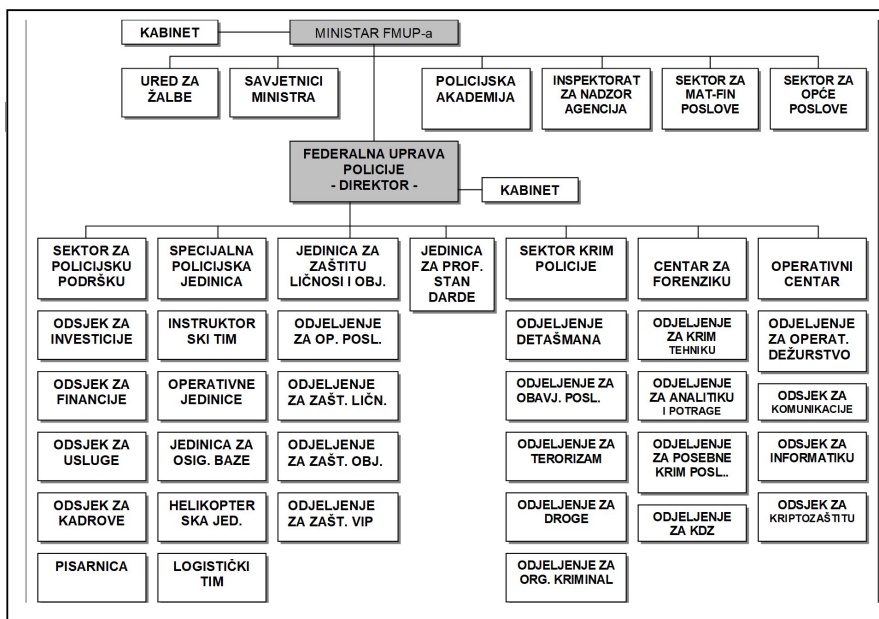 KABINET
MINISTAR FMUP-a
URED ZA
ŽALBE
SAVJETNICI
MINISTRA
POLICIJSKA
AKADEMIJA
INSPEKTORAT
ZA NADZOR
AGENCIJA
SEKTOR ZA
MAT-FIN
POSLOVE
SEKTOR ZA
OPĆE
POSLOVE
FEDERALNA UPRAVA
POLICIJE
- DIREKTOR -
KABINET
SEKTOR ZA
POLICIJSKU
PODRŠKU
SPECIJALNA
POLICIJSKA
JEDINICA
JEDINICA ZA
ZAŠTITU
LIČNOSI I OBJ.
JEDINICA
ZA PROF.
STAN
DARDE
SEKTOR KRIM
POLICIJE
CENTAR ZA
FORENZIKU
OPERATIVNI
CENTAR
ODSJEK ZA
INVESTICIJE
INSTRUKTOR
SKI TIM
ODJELJENJE
ZA OP. POSL.
ODJELJENJE
DETAŠMANA
ODJELJENJE
ZA KRIM
TEHNIKU
ODJELJENJE
ZA OPERAT.
DEŽURSTVO
ODSJEK ZA
FINANCIJE
OPERATIVNE
JEDINICE
ODJELJENJE
ZA ZAŠT. LIČN.
ODJELJENJE ZA
OBAVJ. POSL.
ODJELJENJE
ZA ANALITIKU
I POTRAGE
ODSJEK ZA
KOMUNIKACIJE
ODSJEK ZA
USLUGE
JEDINICA ZA
OSIG. BAZE
ODJELJENJE
ZA ZAŠT. OBJ.
ODJELJENJE ZA
TERORIZAM
ODJELJENJE
ZA POSEBNE
KRIM POSL..
ODSJEK ZA
INFORMATIKU
ODSJEK ZA
KADROVE
HELIKOPTER
SKA JED.
ODJELJENJE
ZA ZAŠT. VIP
ODJELJENJE ZA
DROGE
ODJELJENJE
ZA KDZ
ODSJEK ZA
KRIPTOZAŠTITU
PISARNICA
LOGISTIČKI
TIM
ODJELJENJE ZA
ORG. KRIMINAL